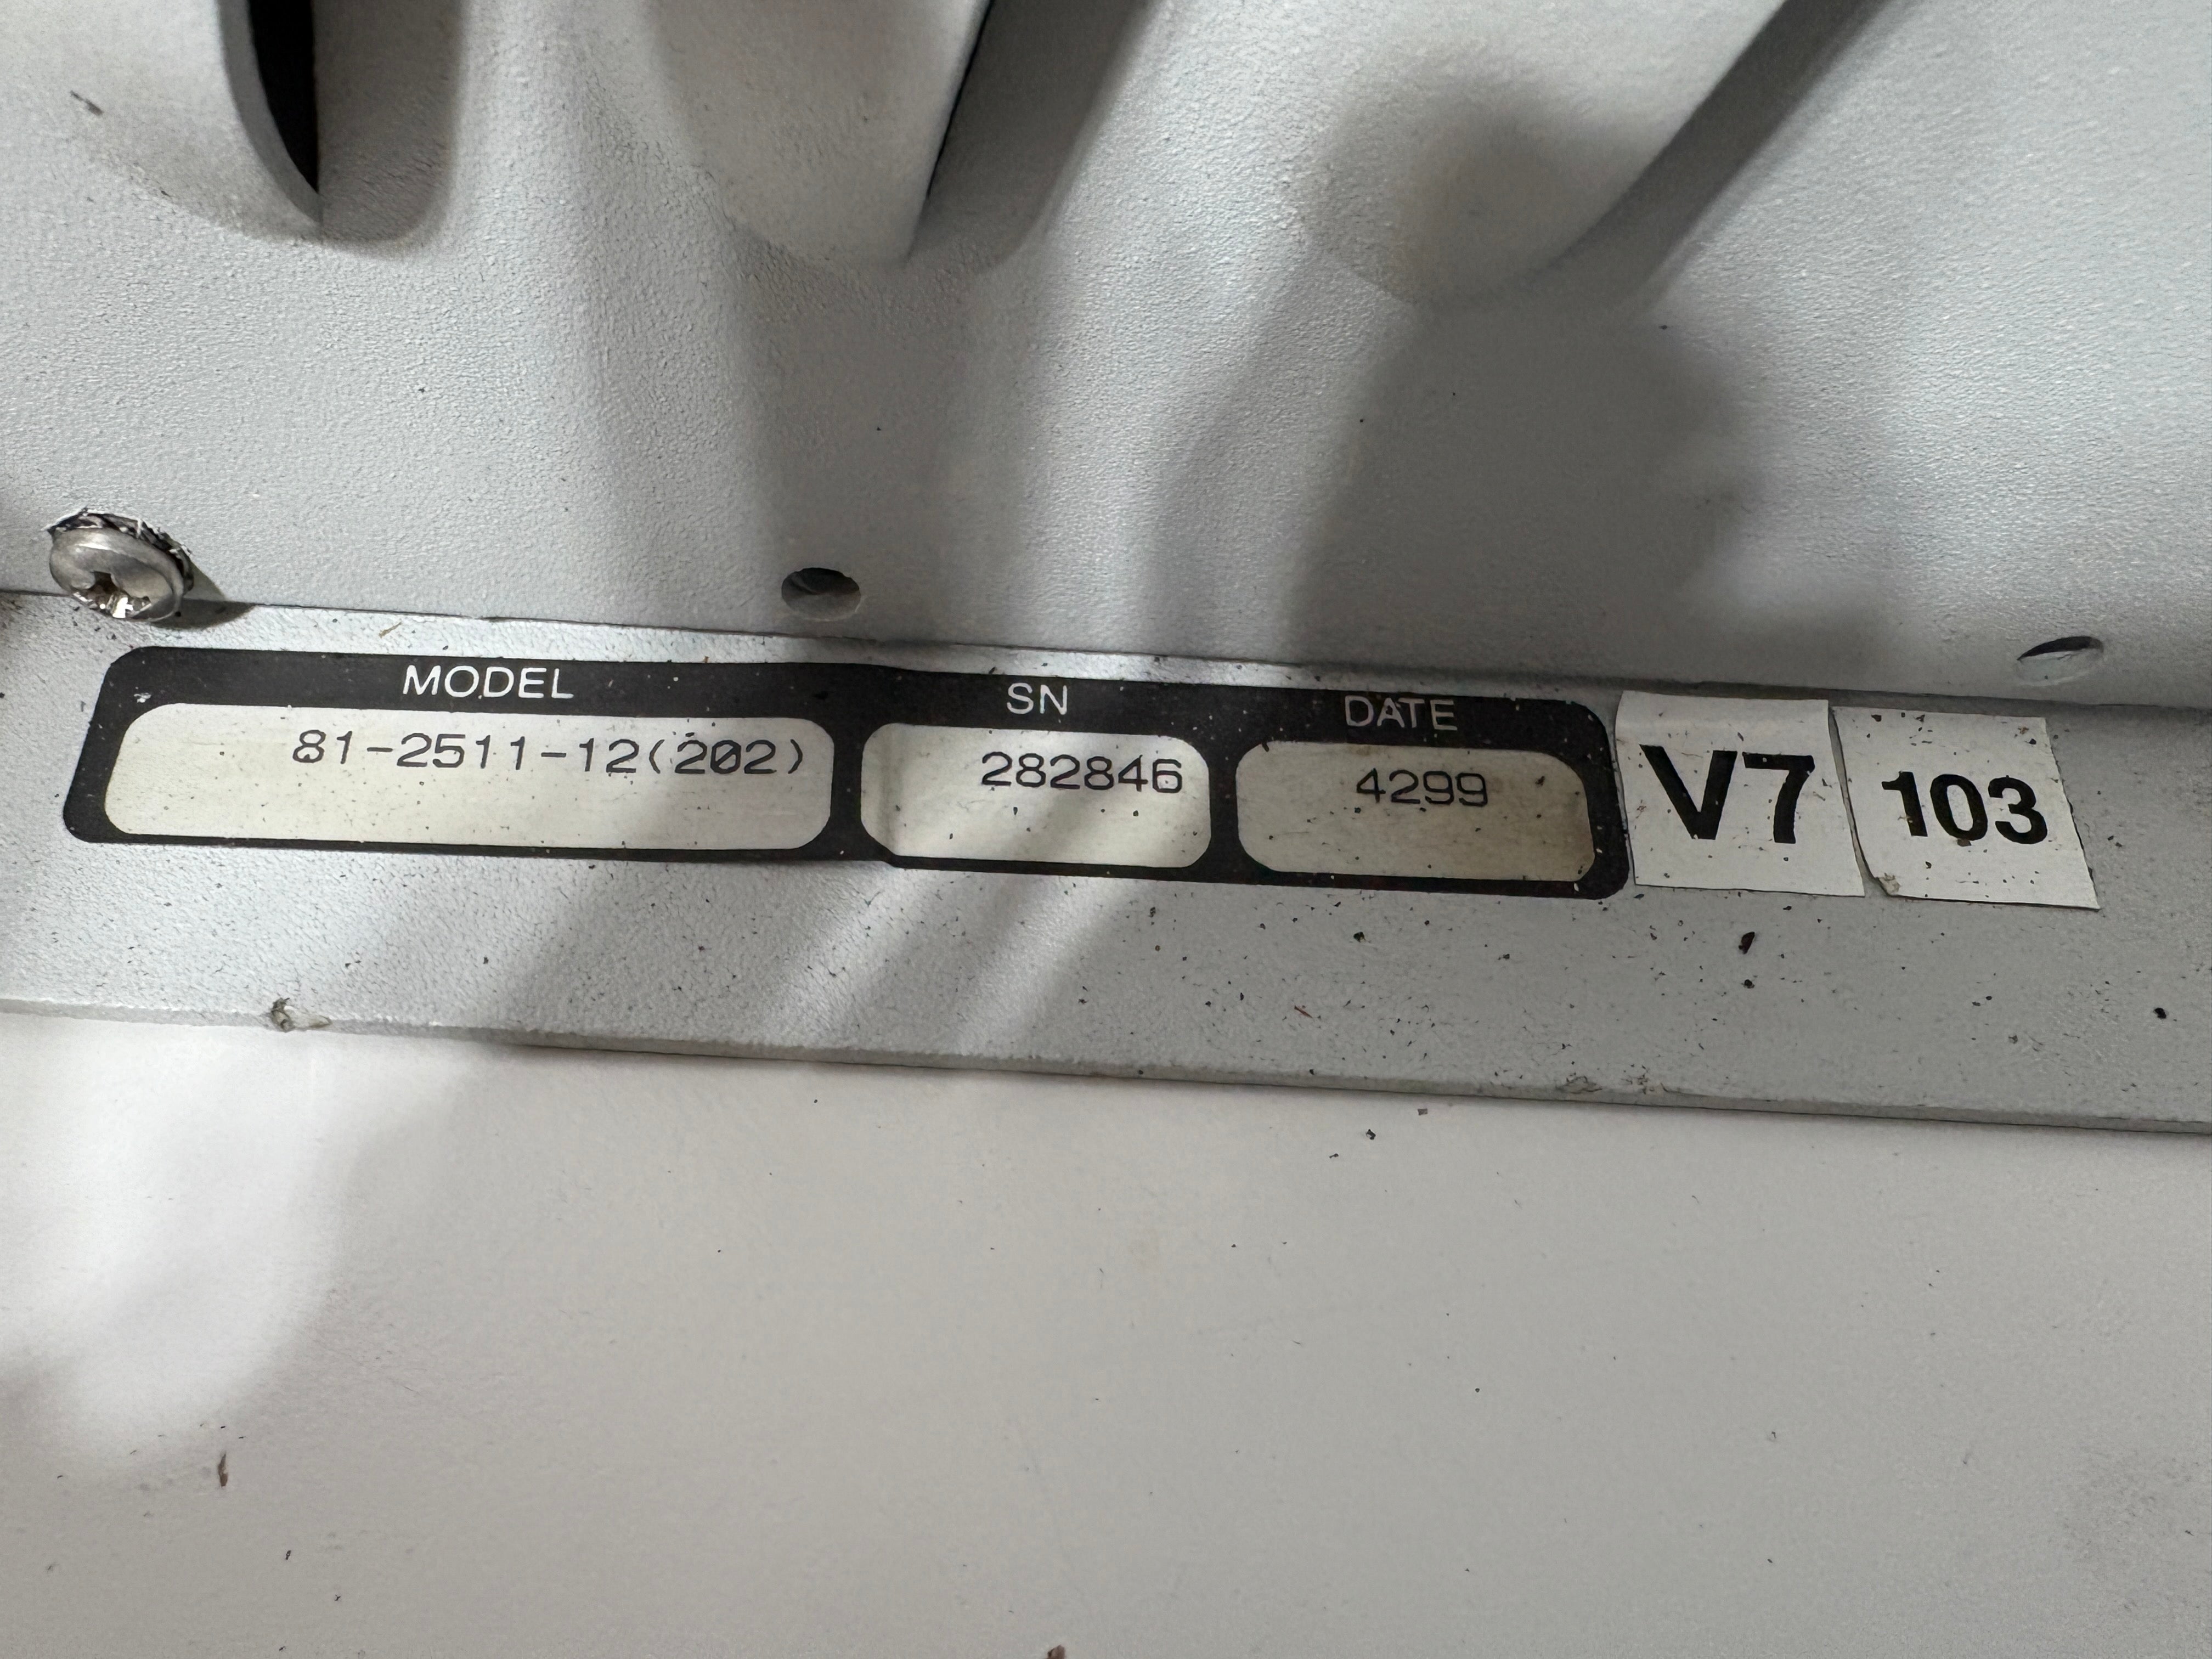 MODEL SN DATE
81-2511-12(202) 282846 4299 V7 103